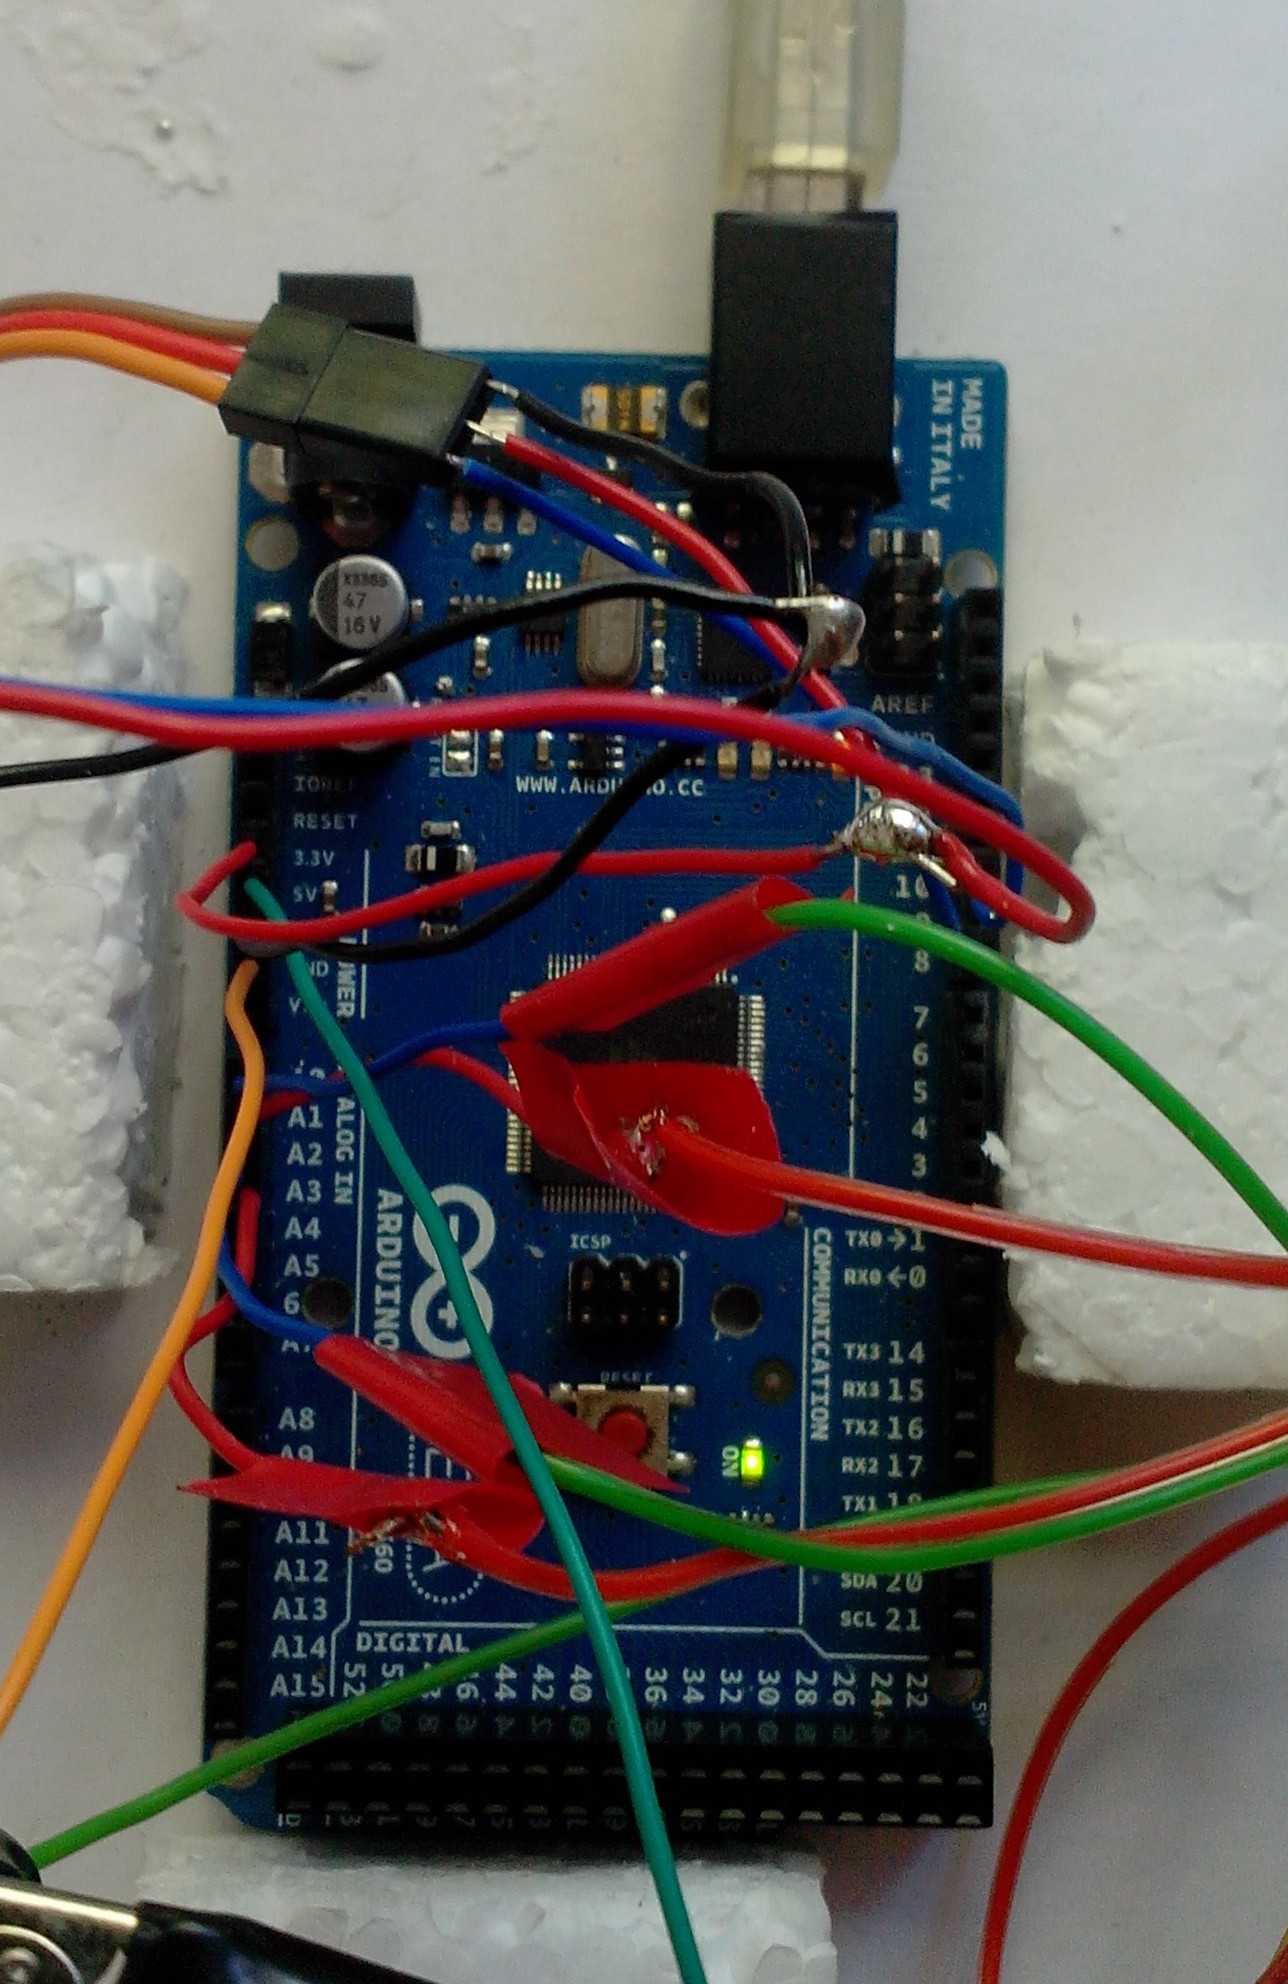 MADE
IN ITALY
47
16V
AREF
WWW.ARDUINO.CC
RESET
3.3V
5V
10
8
7
6
5
4
3
TX0→1
RX0←0
A1
A2
A3
A4
A5
ALOG IN
ARDUINO
ICSP
RESET
COMMUNICATION
TX3 14
RX3 15
TX2 16
RX2 17
TX1
ON
A8
A9
A11
A12
A13
A14
A15
SDA 20
SCL 21
DIGITAL
52
44
42
40
36
34
32
30
28
26
24
22